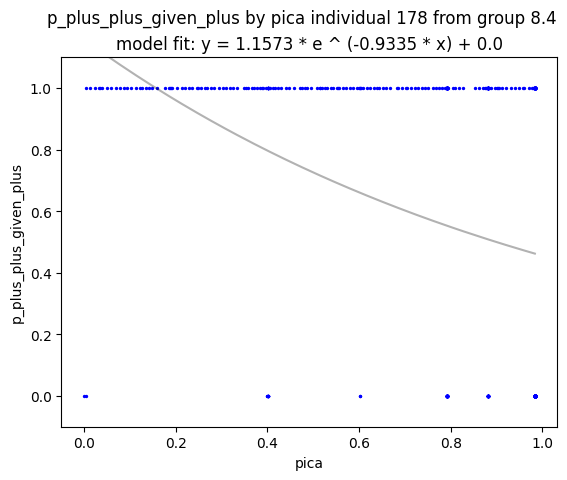 p_plus_plus_given_plus by pica individual 178 from group 8.4
model fit: y = 1.1573 * e ^ (-0.9335 * x) + 0.0
1.0
0.8
0.6
0.4
0.2
0.0
p_plus_plus_given_plus
0.0 0.2 0.4 0.6 0.8 1.0
pica